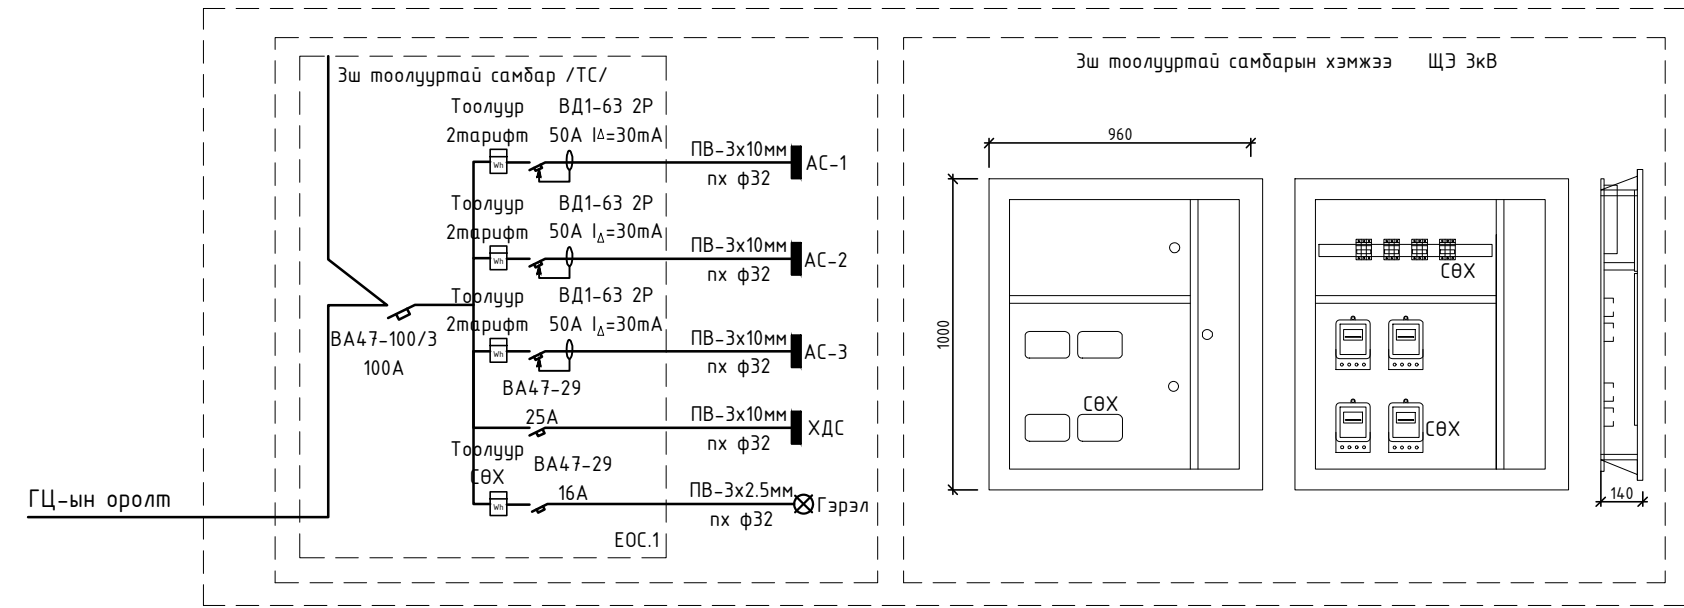 3ш тоолууртай самбар /ТС/
Тоолуур ВД1-63 2Р
2тарифт 50А IΔ=30mA
ПВ-3х10мм
пх ф32
АС-1
Тоолуур ВД1-63 2Р
2тарифт 50А IΔ=30mA
ПВ-3х10мм
пх ф32
АС-2
Тоолуур ВД1-63 2Р
2тарифт 50А IΔ=30mA
ПВ-3х10мм
пх ф32
АС-3
ВА47-100/3
100А
ВА47-29
25А
ПВ-3х10мм
пх ф32
ХДС
Тоолуур
СӨХ
ВА47-29
16А
ПВ-3х2.5мм
пх ф32
Гэрэл
ЕОС.1
ГЦ-ын оролт
Wh
Wh
Wh
Wh
3ш тоолууртай самбарын хэмжээ ЩЭ 3кВ
960
1000
СӨХ
СӨХ
СӨХ
140